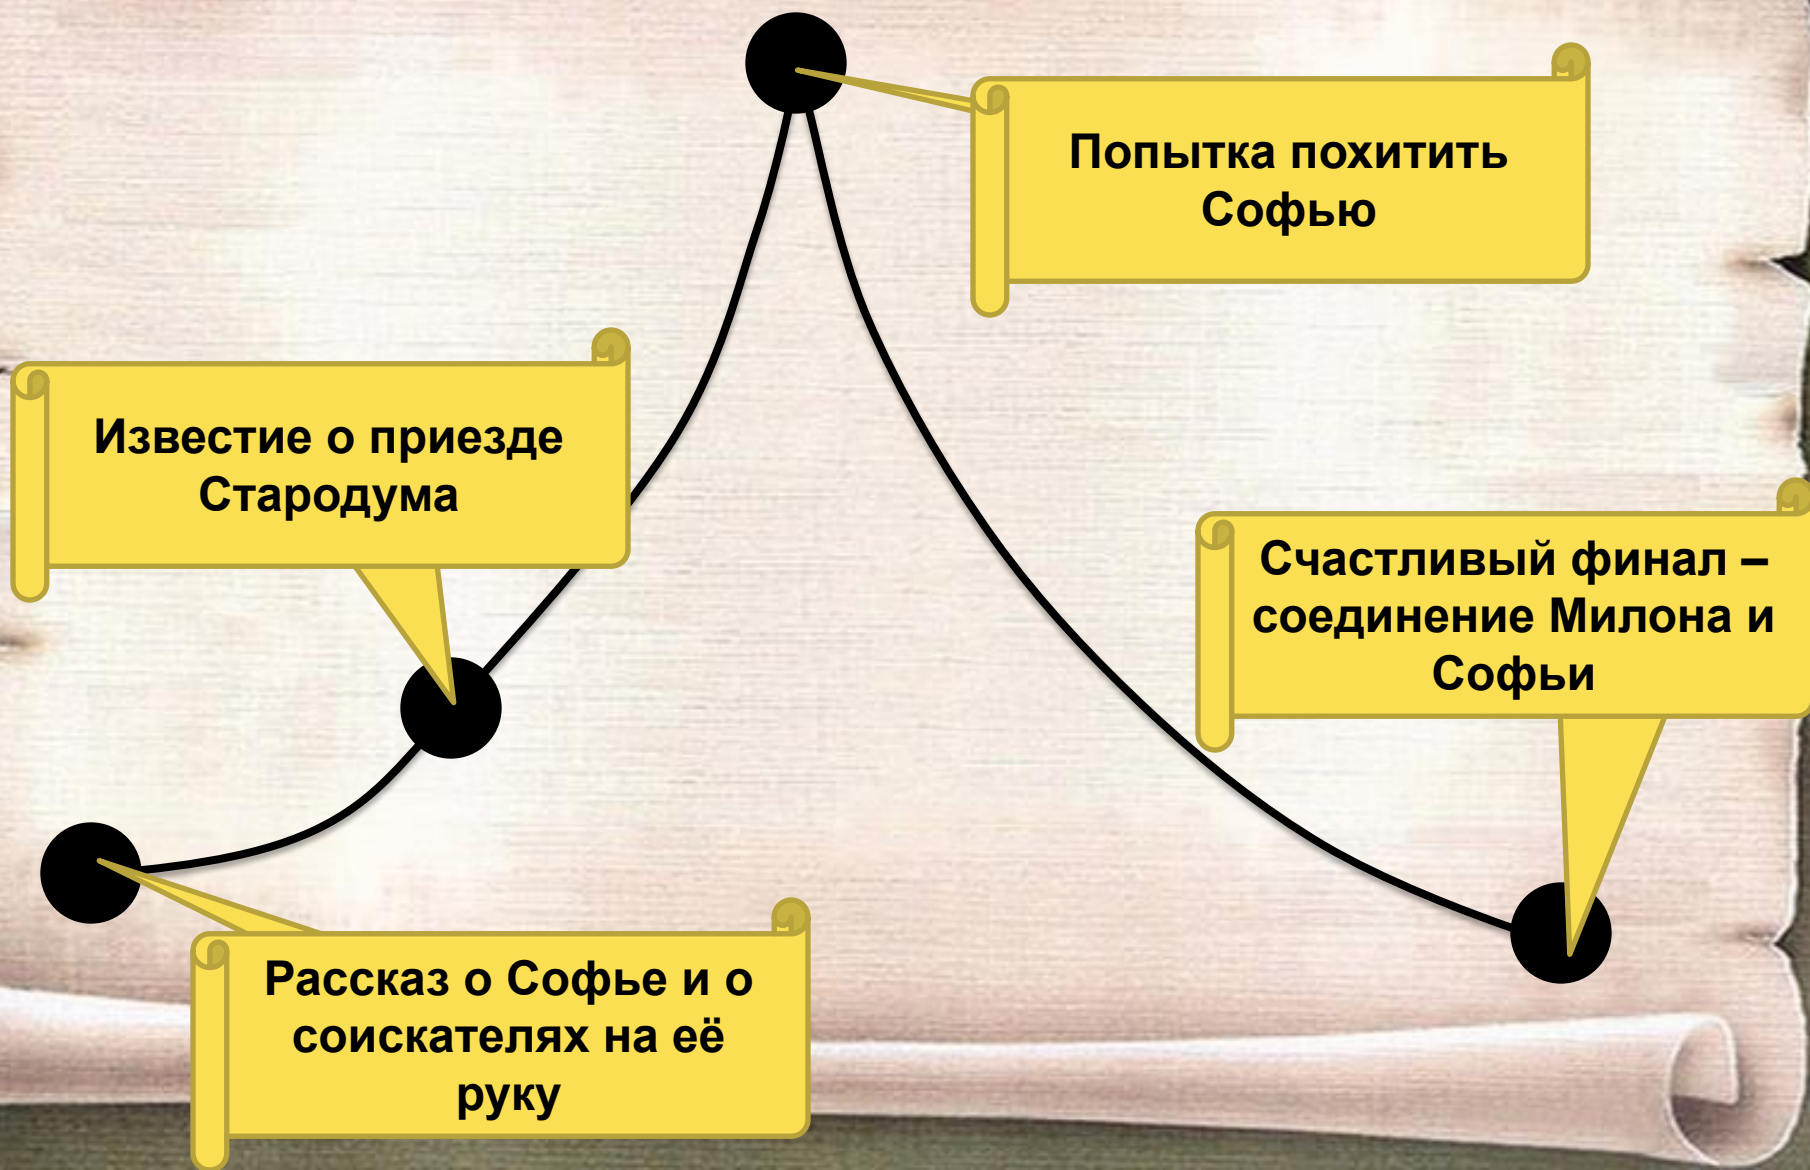 Попытка похитить
Софью
Известие о приезде
Стародума
Счастливый финал –
соединение Милона и
Софьи
Рассказ о Софье и о
соискателях на её
руку